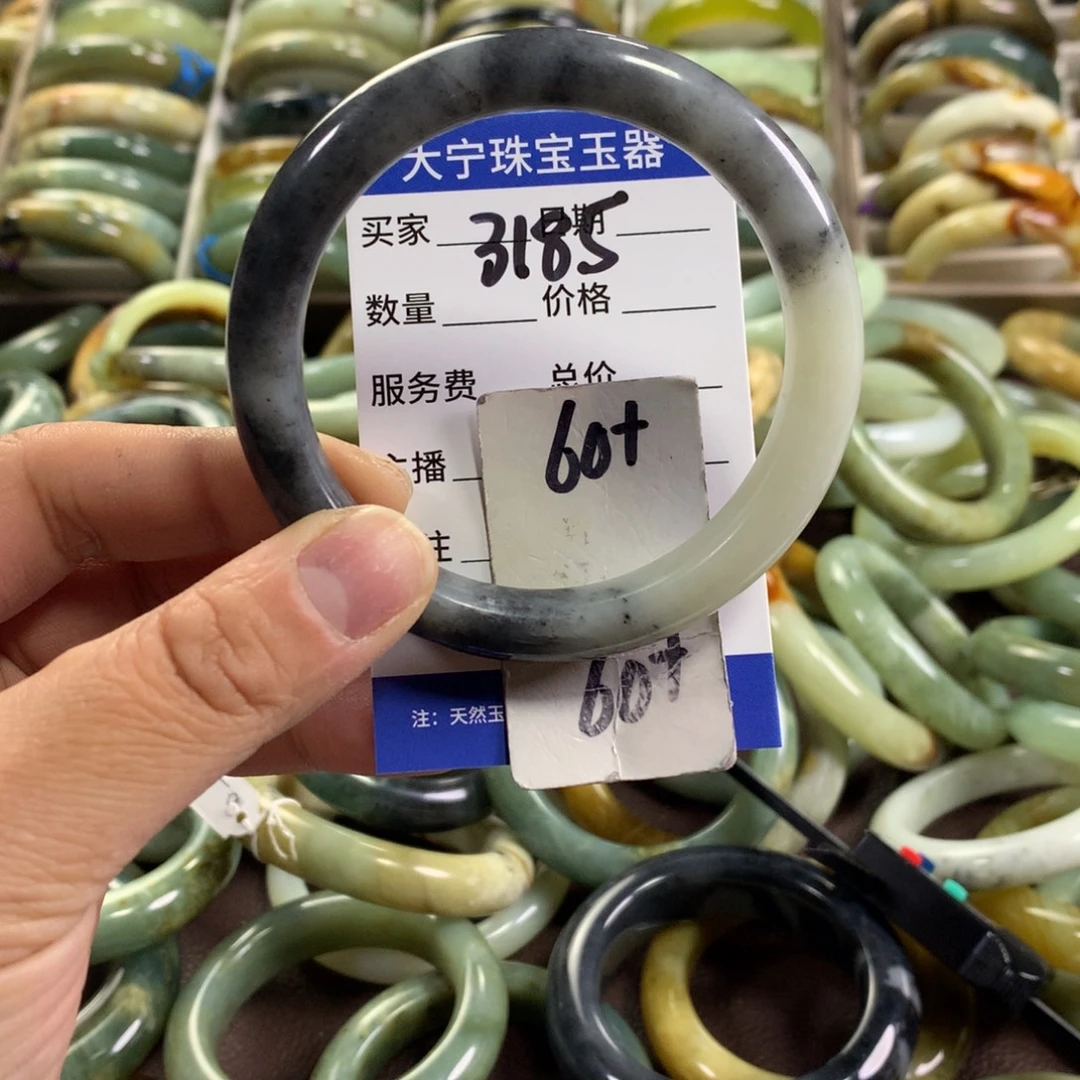 大宁珠宝玉器
买家 日期
3185
数量 价格
服务费 总价
60+
主播
注
60+
注：天然玉